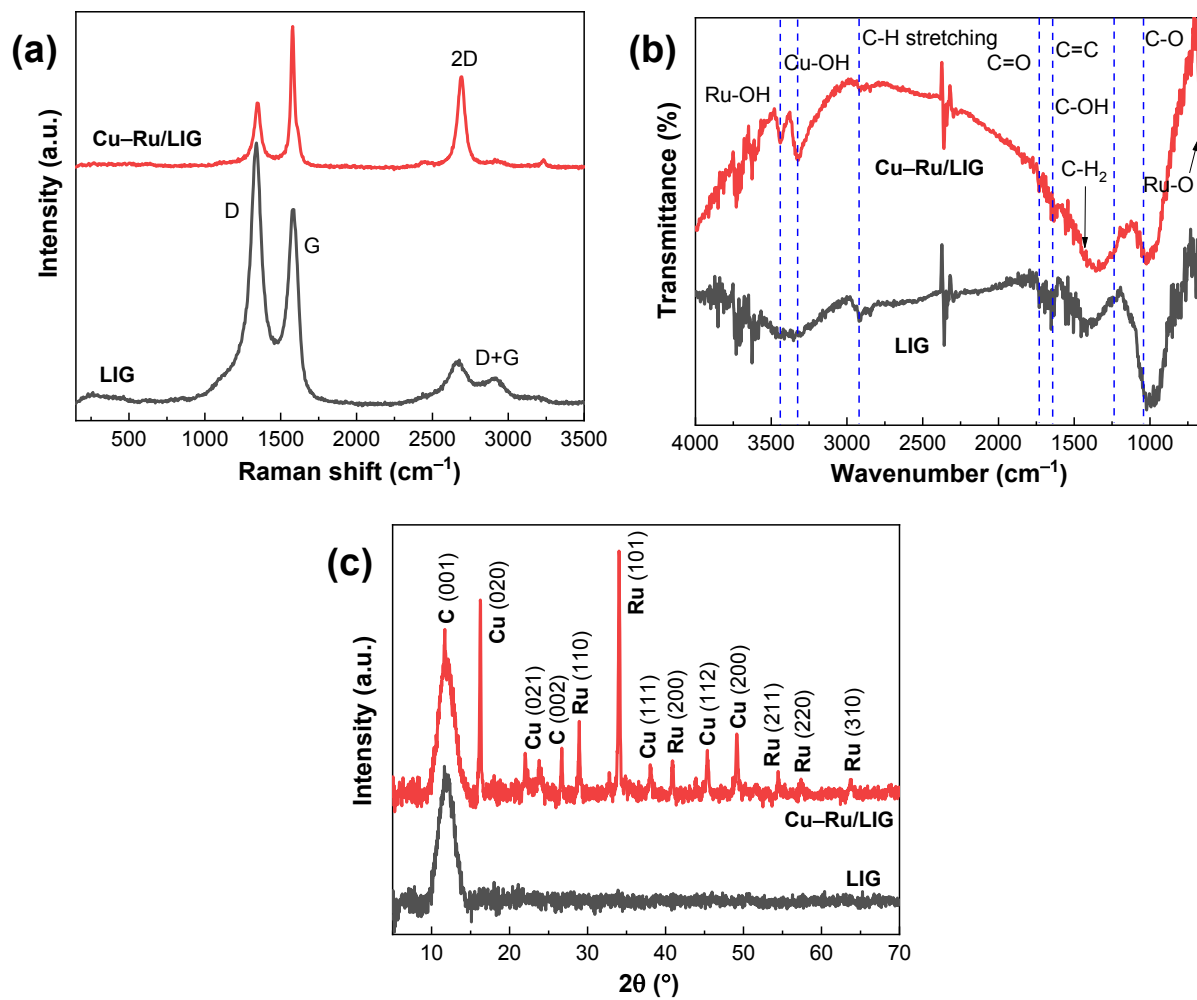 (a)
2D
Cu–Ru/LIG
D
G
D+G
LIG
Intensity (a.u.)
500 1000 1500 2000 2500 3000 3500
Raman shift (cm⁻¹)
(b)
C-H stretching
C=O
C=C
C-O
Cu-OH
Ru-OH
C-OH
Cu–Ru/LIG
C-H₂
Ru-O
LIG
Transmittance (%)
4000 3500 3000 2500 2000 1500 1000
Wavenumber (cm⁻¹)
(c)
C (001)
Cu (020)
Cu (021)
C (002)
Ru (110)
Ru (101)
Cu (111)
Ru (200)
Cu (112)
Cu (200)
Ru (211)
Ru (220)
Ru (310)
Cu–Ru/LIG
LIG
Intensity (a.u.)
10 20 30 40 50 60 70
2θ (°)